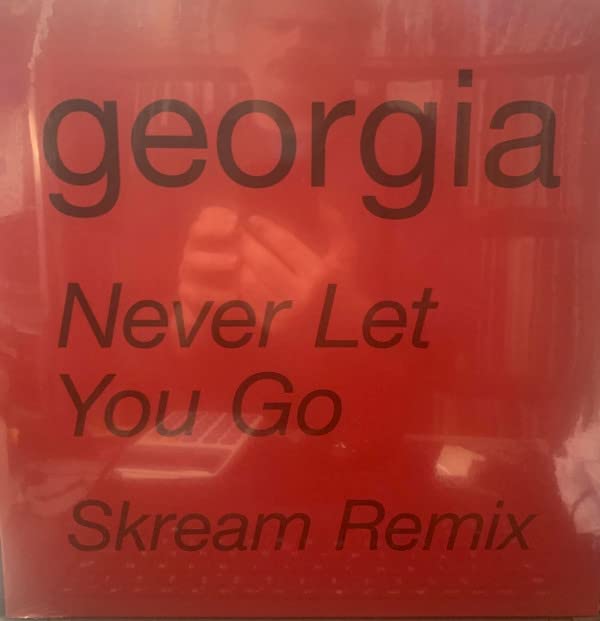 georgia
Never Let
You Go
Skream Remix